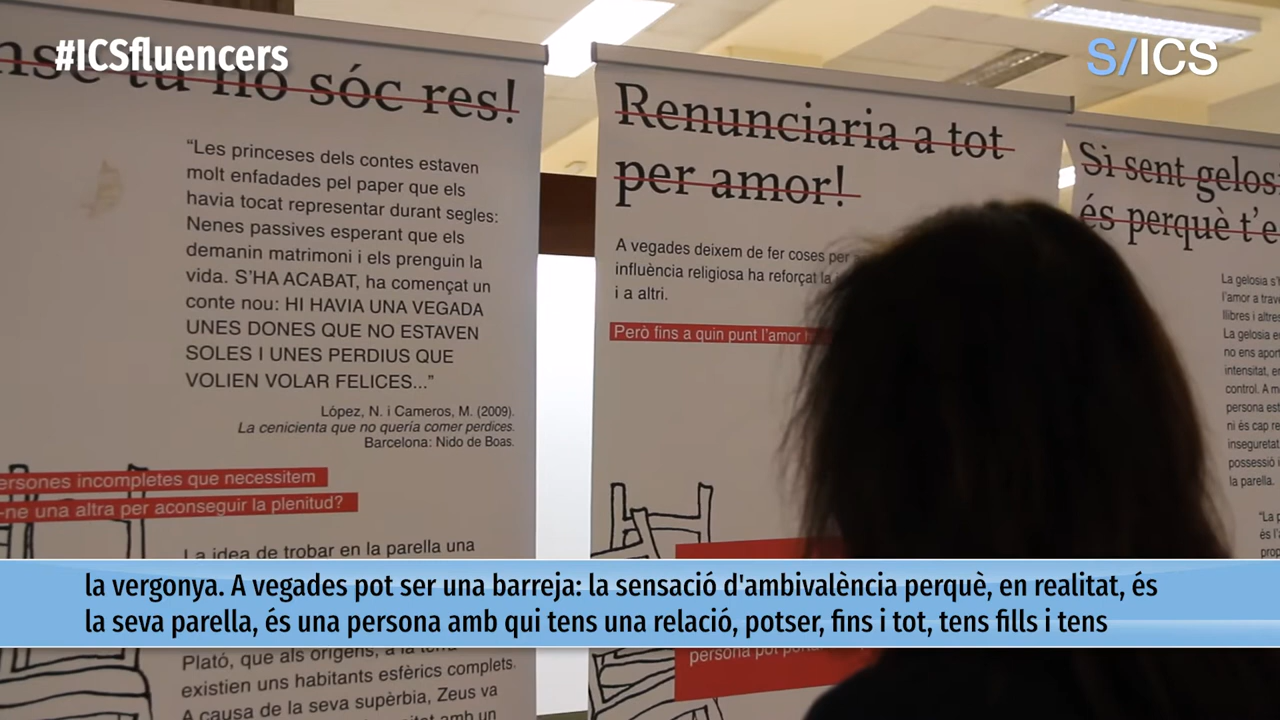 #ICSfluencers
S/ICS
tu no sóc res!
"Les princeses dels contes estaven
molt enfadades pel paper que els
havia tocat representar durant segles:
Nenes passives esperant que els
demanin matrimoni i els prenguin la
vida. S'HA ACABAT, ha començat un
conte nou: HI HAVIA UNA VEGADA
UNES DONES QUE NO ESTAVEN
SOLES I UNES PERDIUS QUE
VOLIEN VOLAR FELICES..."
López, N. i Cameros, M. (2009).
La cenicienta que no quería comer perdices.
Barcelona: Nido de Boas.
incompletes que necessitem
-ne una altra per aconseguir la plenitud?
La idea de trobar en la parella una
Plató, que als orígens, a la
existien uns habitants esfèrics complets.
A causa de la seva supèrbia, Zeus va
amb un
Renunciaria a tot
per amor!
A vegades deixem de fer coses per
influència religiosa ha reforçat la
i a altri.
Però fins a quin punt l'amor
persona pot
Si sent gelos
és perquè t'e
La gelosia
l'amor a
llibres i
La gelosia
no ens
intensitat,
control. A
persona
ni és cap
possessió
la parella.
"La
és
la vergonya. A vegades pot ser una barreja: la sensació d'ambivalència perquè, en realitat, és
la seva parella, és una persona amb qui tens una relació, potser, fins i tot, tens fills i tens